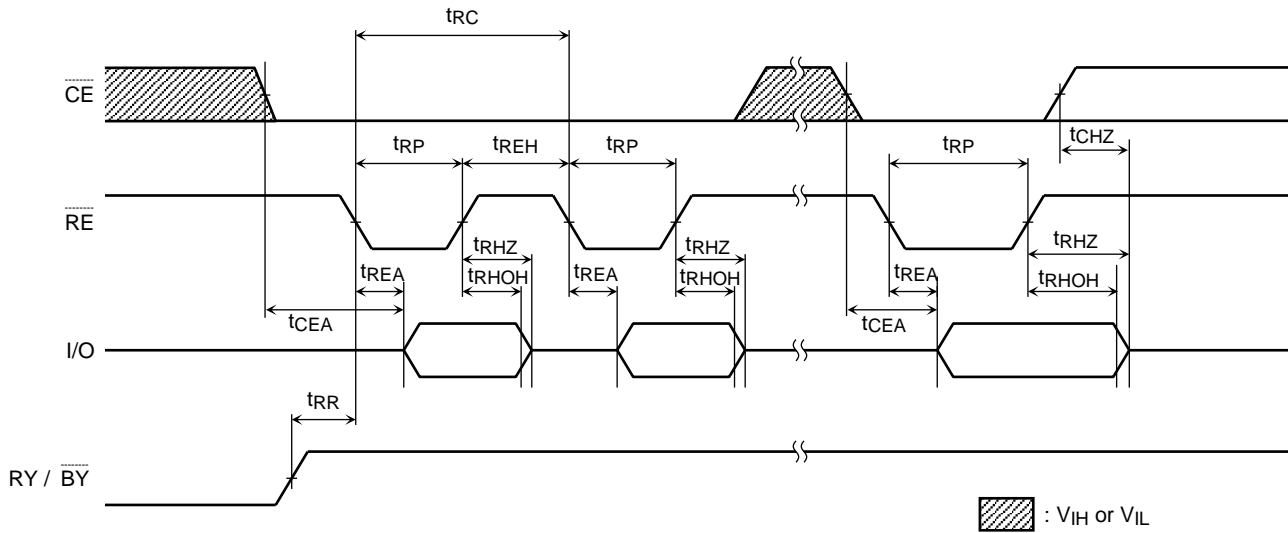 tRC
CE
tRP
tREH
tRP
tRP
tCHZ
RE
tRHZ
tRHZ
tRHZ
tREA
tRHOH
tREA
tRHOH
tREA
tRHOH
tCEA
tCEA
I/O
tRR
RY / BY
: VIH or VIL